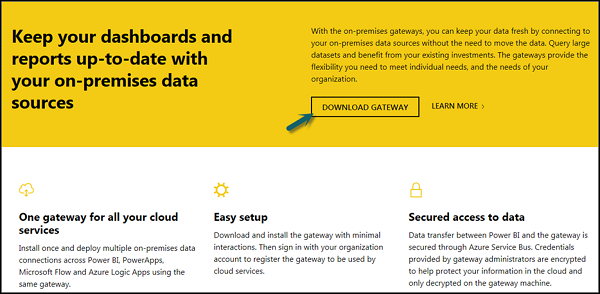 Keep your dashboards and
reports up-to-date with
your on-premises data
sources
With the on-premises gateways, you can keep your data fresh by connecting to
your on-premises data sources without the need to move the data. Query large
datasets and benefit from your existing investments. The gateways provide the
flexibility you need to meet individual needs, and the needs of your
organization.
DOWNLOAD GATEWAY
LEARN MORE >
One gateway for all your cloud
services
Install once and deploy multiple on-premises data
connections across Power BI, PowerApps,
Microsoft Flow and Azure Logic Apps using the
same gateway.
Easy setup
Download and install the gateway with minimal
interactions. Then sign in with your organization
account to register the gateway to be used by
cloud services.
Secured access to data
Data transfer between Power BI and the gateway is
secured through Azure Service Bus. Credentials
provided by gateway administrators are encrypted
to help protect your information in the cloud and
only decrypted on the gateway machine.